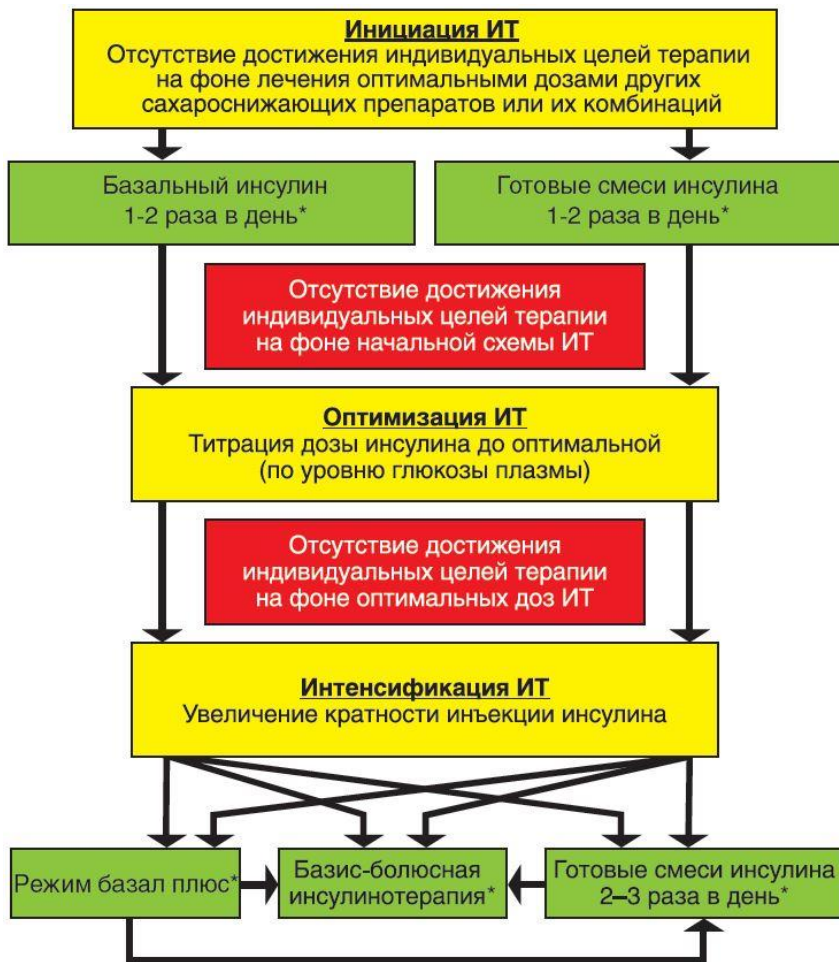 Инициация ИТ
Отсутствие достижения индивидуальных целей терапии
на фоне лечения оптимальными дозами других
сахароснижающих препаратов или их комбинаций
Базальный инсулин
1-2 раза в день*
Готовые смеси инсулина
1-2 раза в день*
Отсутствие достижения
индивидуальных целей терапии
на фоне начальной схемы ИТ
Оптимизация ИТ
Титрация дозы инсулина до оптимальной
(по уровню глюкозы плазмы)
Отсутствие достижения
индивидуальных целей терапии
на фоне оптимальных доз ИТ
Интенсификация ИТ
Увеличение кратности инъекции инсулина
Режим базал плюс*
Базис-болюсная
инсулинотерапия*
Готовые смеси инсулина
2–3 раза в день*